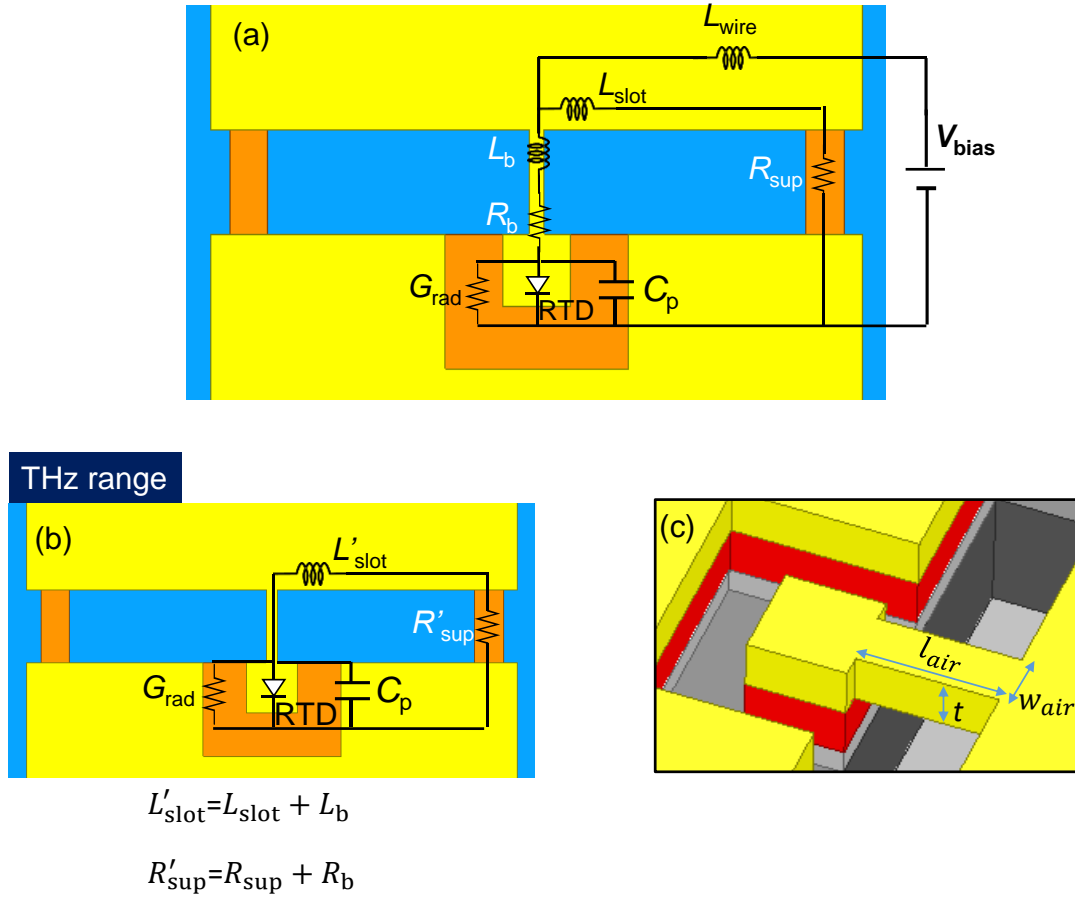 (a)
L_wire
L_slot
L_b
V_bias
R_sup
R_b
G_rad
RTD
C_p
THz range
(b)
L'_slot
R'_sup
G_rad
RTD
C_p
(c)
l_air
w_air
t
L′_slot=L_slot + L_b
R′_sup=R_sup + R_b